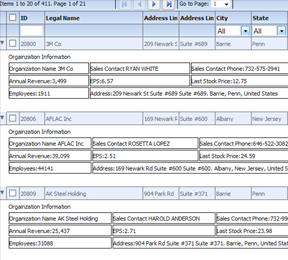 Items 1 to 20 of 411. Page 1 of 21 Go to Page: 1
ID Legal Name Address Lin Address Lin City State
All All
20800 3M Co 209 Newark S Suite #689 Barrie Penn
Organization Information
Organization Name 3M Co Sales Contact RYAN WHITE Sales Contact Phone:732-575-2941
Annual Revenue:3,499 EPS:6.57 Last Stock Price:12.75
Employees:1911 Address:209 Newark St Suite #689 Suite #689. Barrie, Penn, United States
20806 AFLAC Inc 169 Newark R Suite #600 Albany New Jersey
Organization Information
Organization Name AFLAC Inc Sales Contact ROSETTA LOPEZ Sales Contact Phone:646-522-3082
Annual Revenue:39,099 EPS:2.51 Last Stock Price:24.59
Employees:44141 Address:169 Newark Rd Suite #600 Suite #600. Albany, New Jersey, United
20809 AK Steel Holding 904 Park Rd Suite #371 Barrie Penn
Organization Information
Organization Name AK Steel Holding Sales Contact HAROLD ANDERSON Sales Contact Phone:732-99
Annual Revenue:25,437 EPS:2.71 Last Stock Price:23.98
Employees:31088 Address:904 Park Rd Suite #371 Suite #371. Barrie, Penn, United States